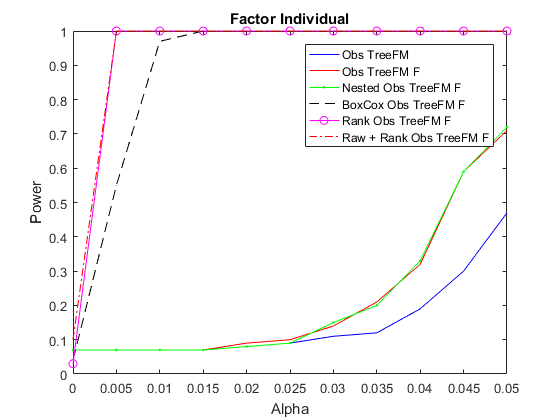 Factor Individual
Power
1
0.9
0.8
0.7
0.6
0.5
0.4
0.3
0.2
0.1
0
Obs TreeFM
Obs TreeFM F
Nested Obs TreeFM F
BoxCox Obs TreeFM F
Rank Obs TreeFM F
Raw + Rank Obs TreeFM F
0 0.005 0.01 0.015 0.02 0.025 0.03 0.035 0.04 0.045 0.05
Alpha